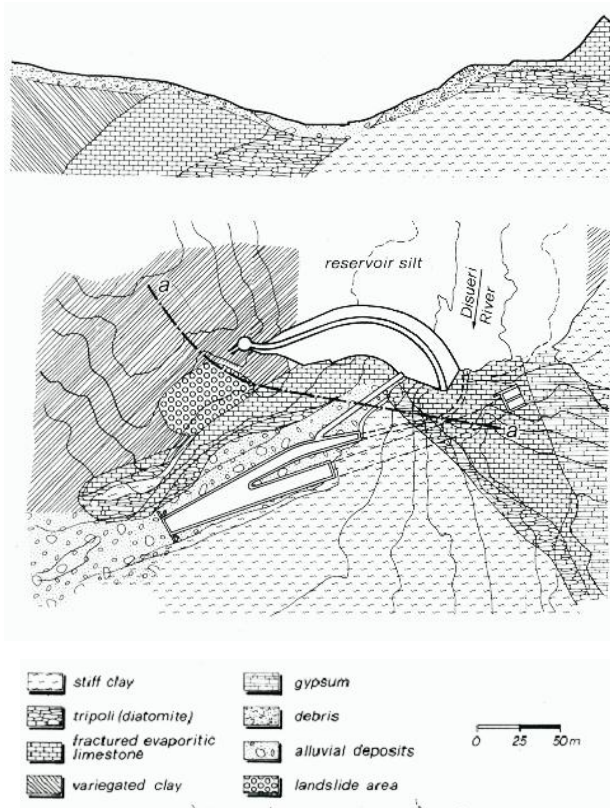 a
reservoir silt
Disueri
River
a
stiff clay
tripoli (diatomite)
fractured evaporitic
limestone
variegated clay
gypsum
debris
alluvial deposits
landslide area
0 25 50m